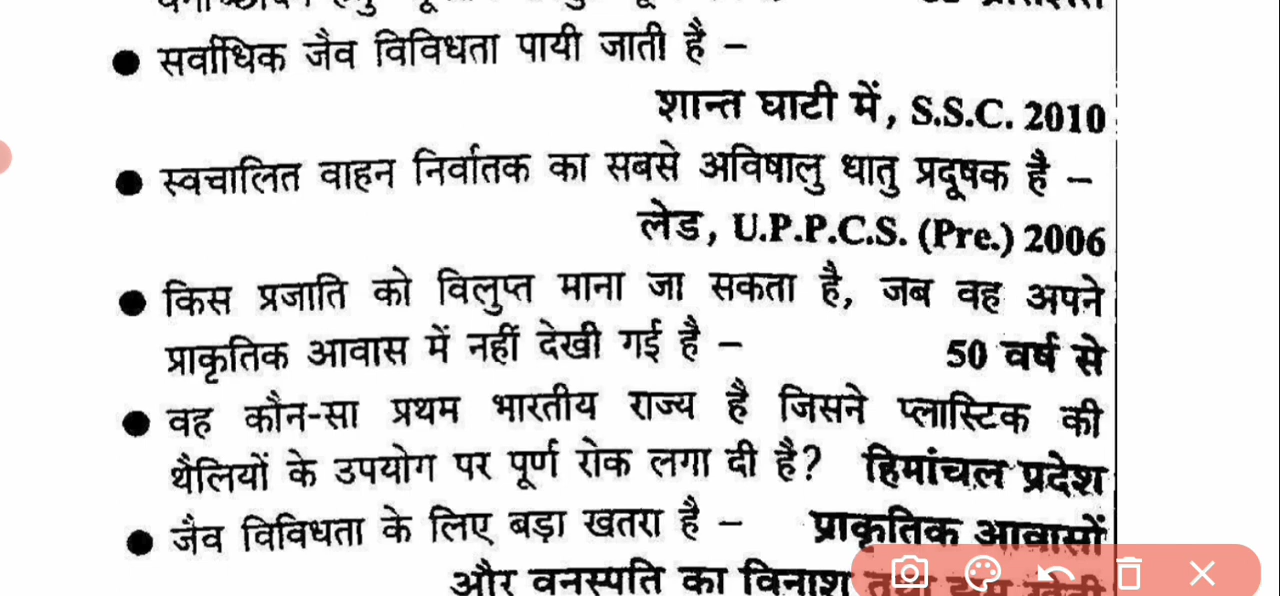 ● सर्वाधिक जैव विविधता पायी जाती है –
शान्त घाटी में, S.S.C. 2010
● स्वचालित वाहन निर्वातक का सबसे अविषालु धातु प्रदूषक है –
लेड, U.P.P.C.S. (Pre.) 2006
● किस प्रजाति को विलुप्त माना जा सकता है, जब वह अपने
प्राकृतिक आवास में नहीं देखी गई है – 50 वर्ष से
● वह कौन-सा प्रथम भारतीय राज्य है जिसने प्लास्टिक की
थैलियों के उपयोग पर पूर्ण रोक लगा दी है? हिमांचल प्रदेश
● जैव विविधता के लिए बड़ा खतरा है – प्राकृतिक आवासों
और वनस्पति का विनाश